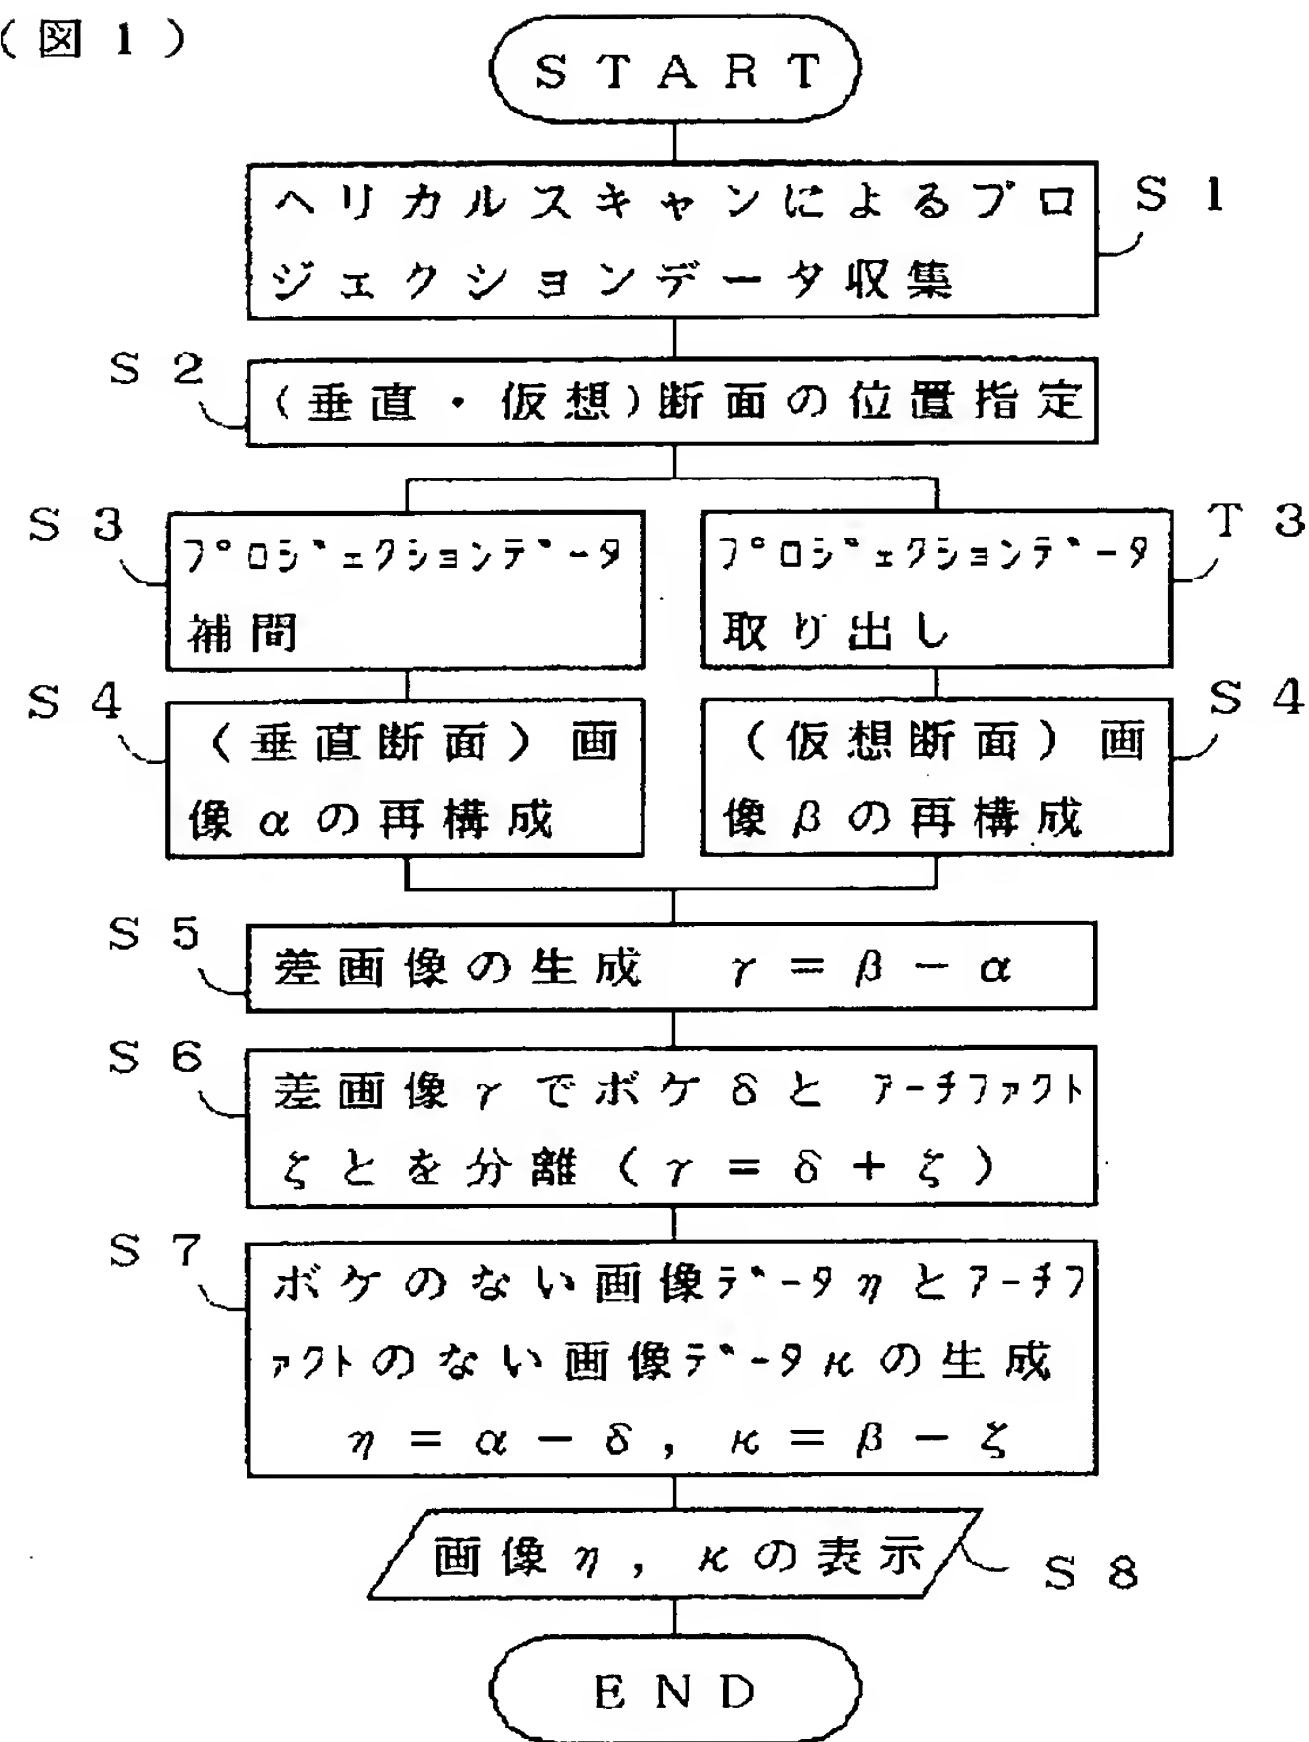 (図1)
START
ヘリカルスキャンによるプロ
ジェクションデータ収集
S1
S2
(垂直・仮想)断面の位置指定
S3
プロジェクションデータ
補間
プロジェクションデータ
取り出し
T3
S4
(垂直断面)画
像αの再構成
(仮想断面)画
像βの再構成
S4
S5
差画像の生成 γ=β-α
S6
差画像γでボケδとアーチファクト
ζとを分離(γ=δ+ζ)
S7
ボケのない画像データηとアーチフ
ァクトのない画像データκの生成
η=α-δ, κ=β-ζ
画像η, κの表示
S8
END